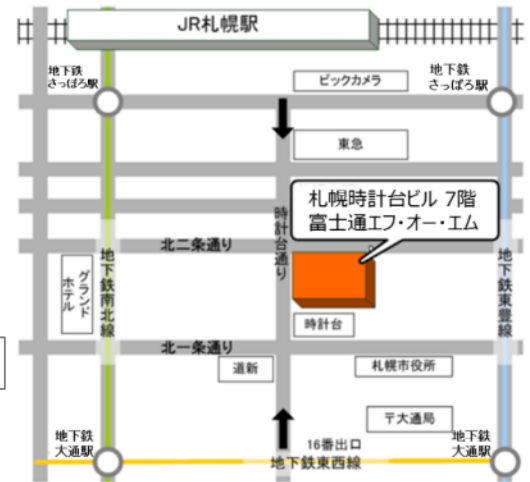 JR札幌駅
地下鉄
さっぽろ駅
ビックカメラ
地下鉄
さっぽろ駅
東急
札幌時計台ビル 7階
富士通エフ・オー・エム
時計台通り
北二条通り
グランド
ホテル
地下鉄南北線
地下鉄東豊線
時計台
北一条通り
道新
札幌市役所
〒大通局
16番出口
地下鉄
大通駅
地下鉄東西線
地下鉄
大通駅